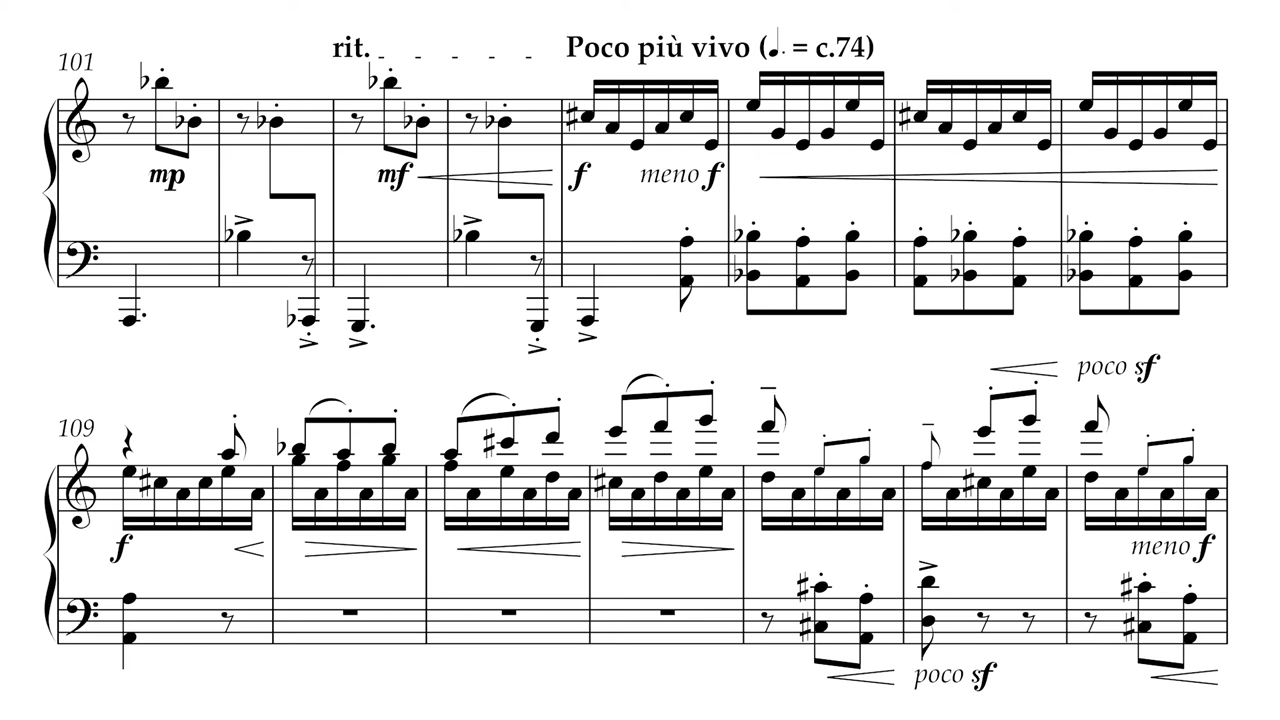 rit. Poco più vivo (♩. = c.74)
101
mp mf f meno f
109
poco sf
f meno f
poco sf